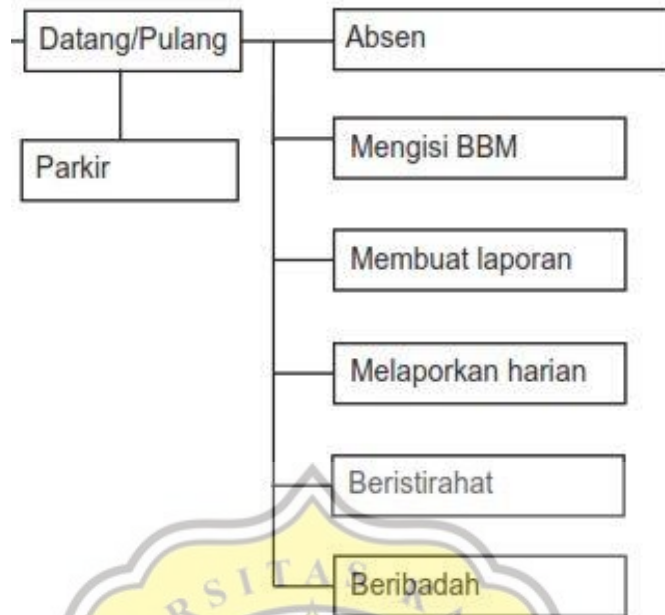 Datang/Pulang
Absen
Parkir
Mengisi BBM
Membuat laporan
Melaporkan harian
Beristirahat
Beribadah